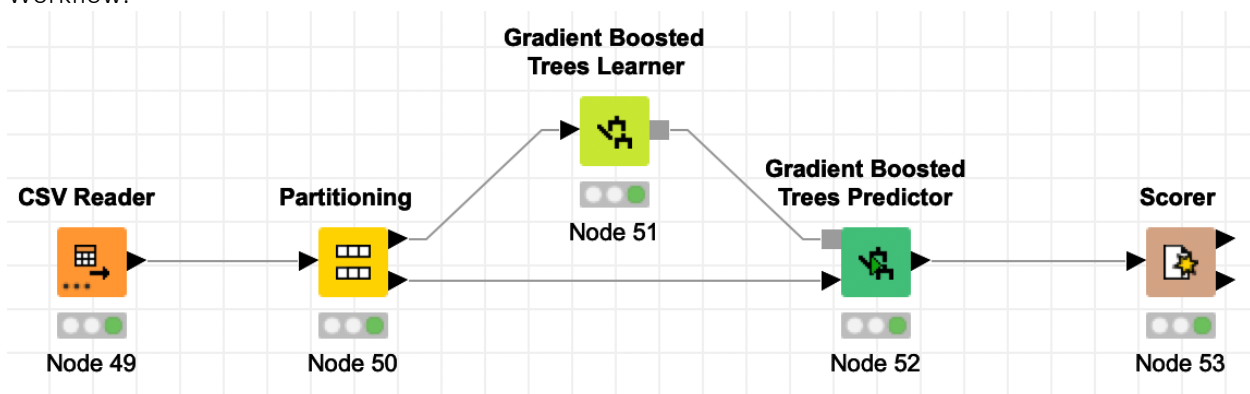 Workflow:
Gradient Boosted
Trees Learner
Node 51
CSV Reader
Node 49
Partitioning
Node 50
Gradient Boosted
Trees Predictor
Node 52
Scorer
Node 53